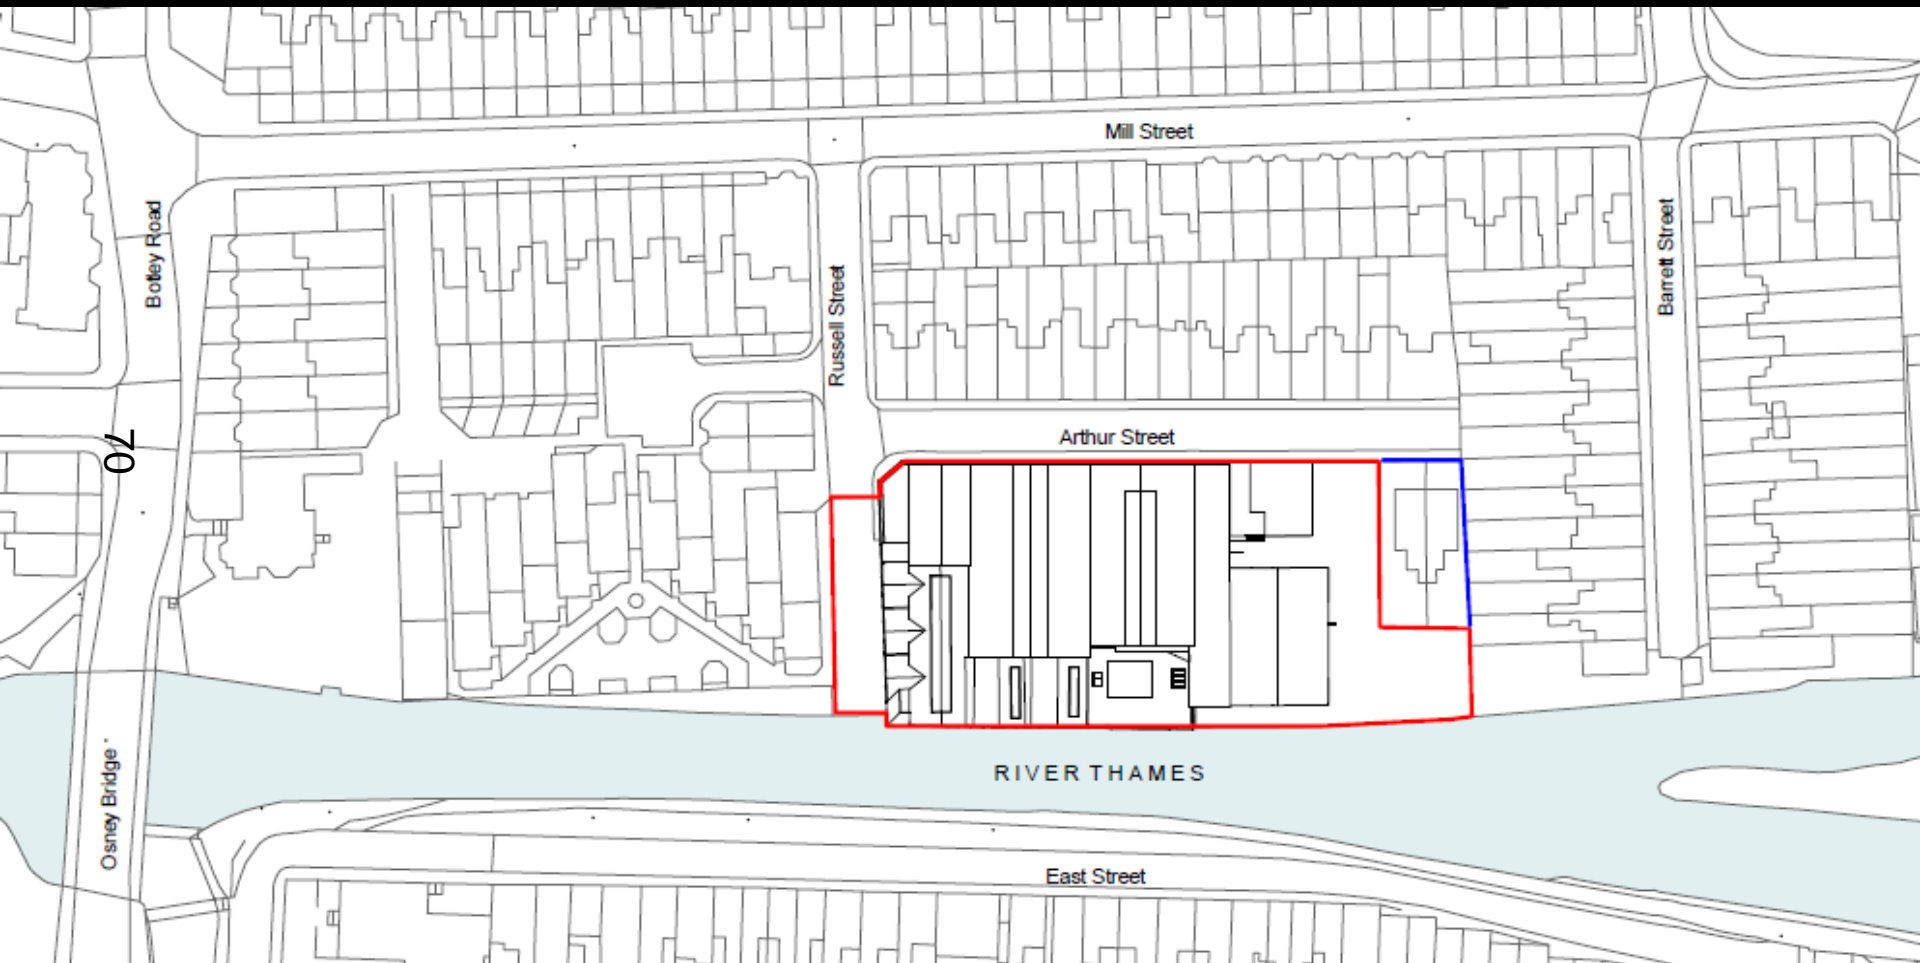 Mill Street
Botley Road
Russell Street
Barrett Street
Arthur Street
70
RIVER THAMES
Osney Bridge
East Street